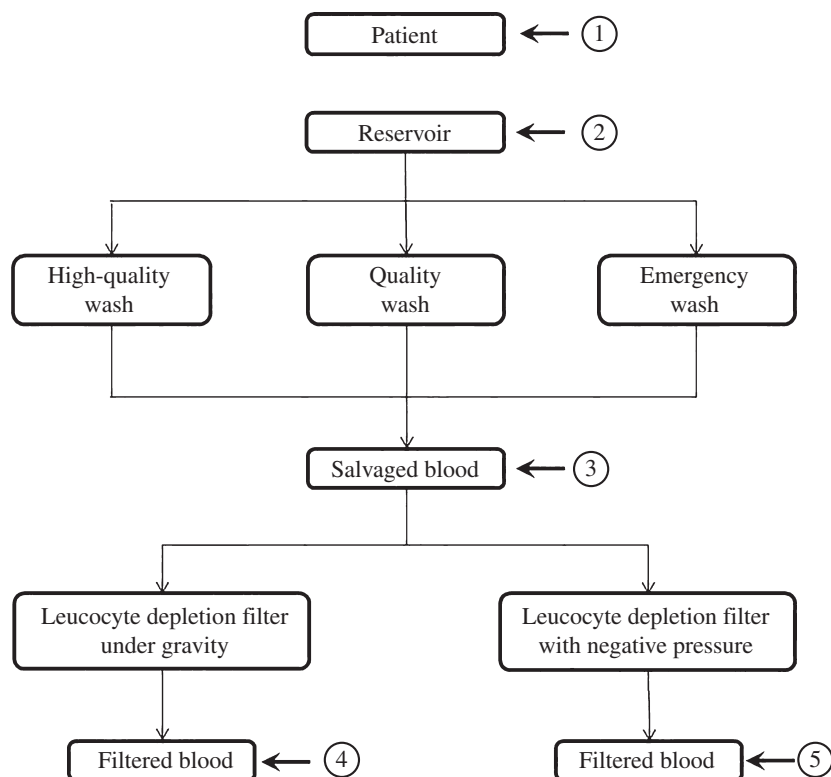 Patient
1
Reservoir
2
High-quality
wash
Quality
wash
Emergency
wash
Salvaged blood
3
Leucocyte depletion filter
under gravity
Leucocyte depletion filter
with negative pressure
Filtered blood
4
Filtered blood
5